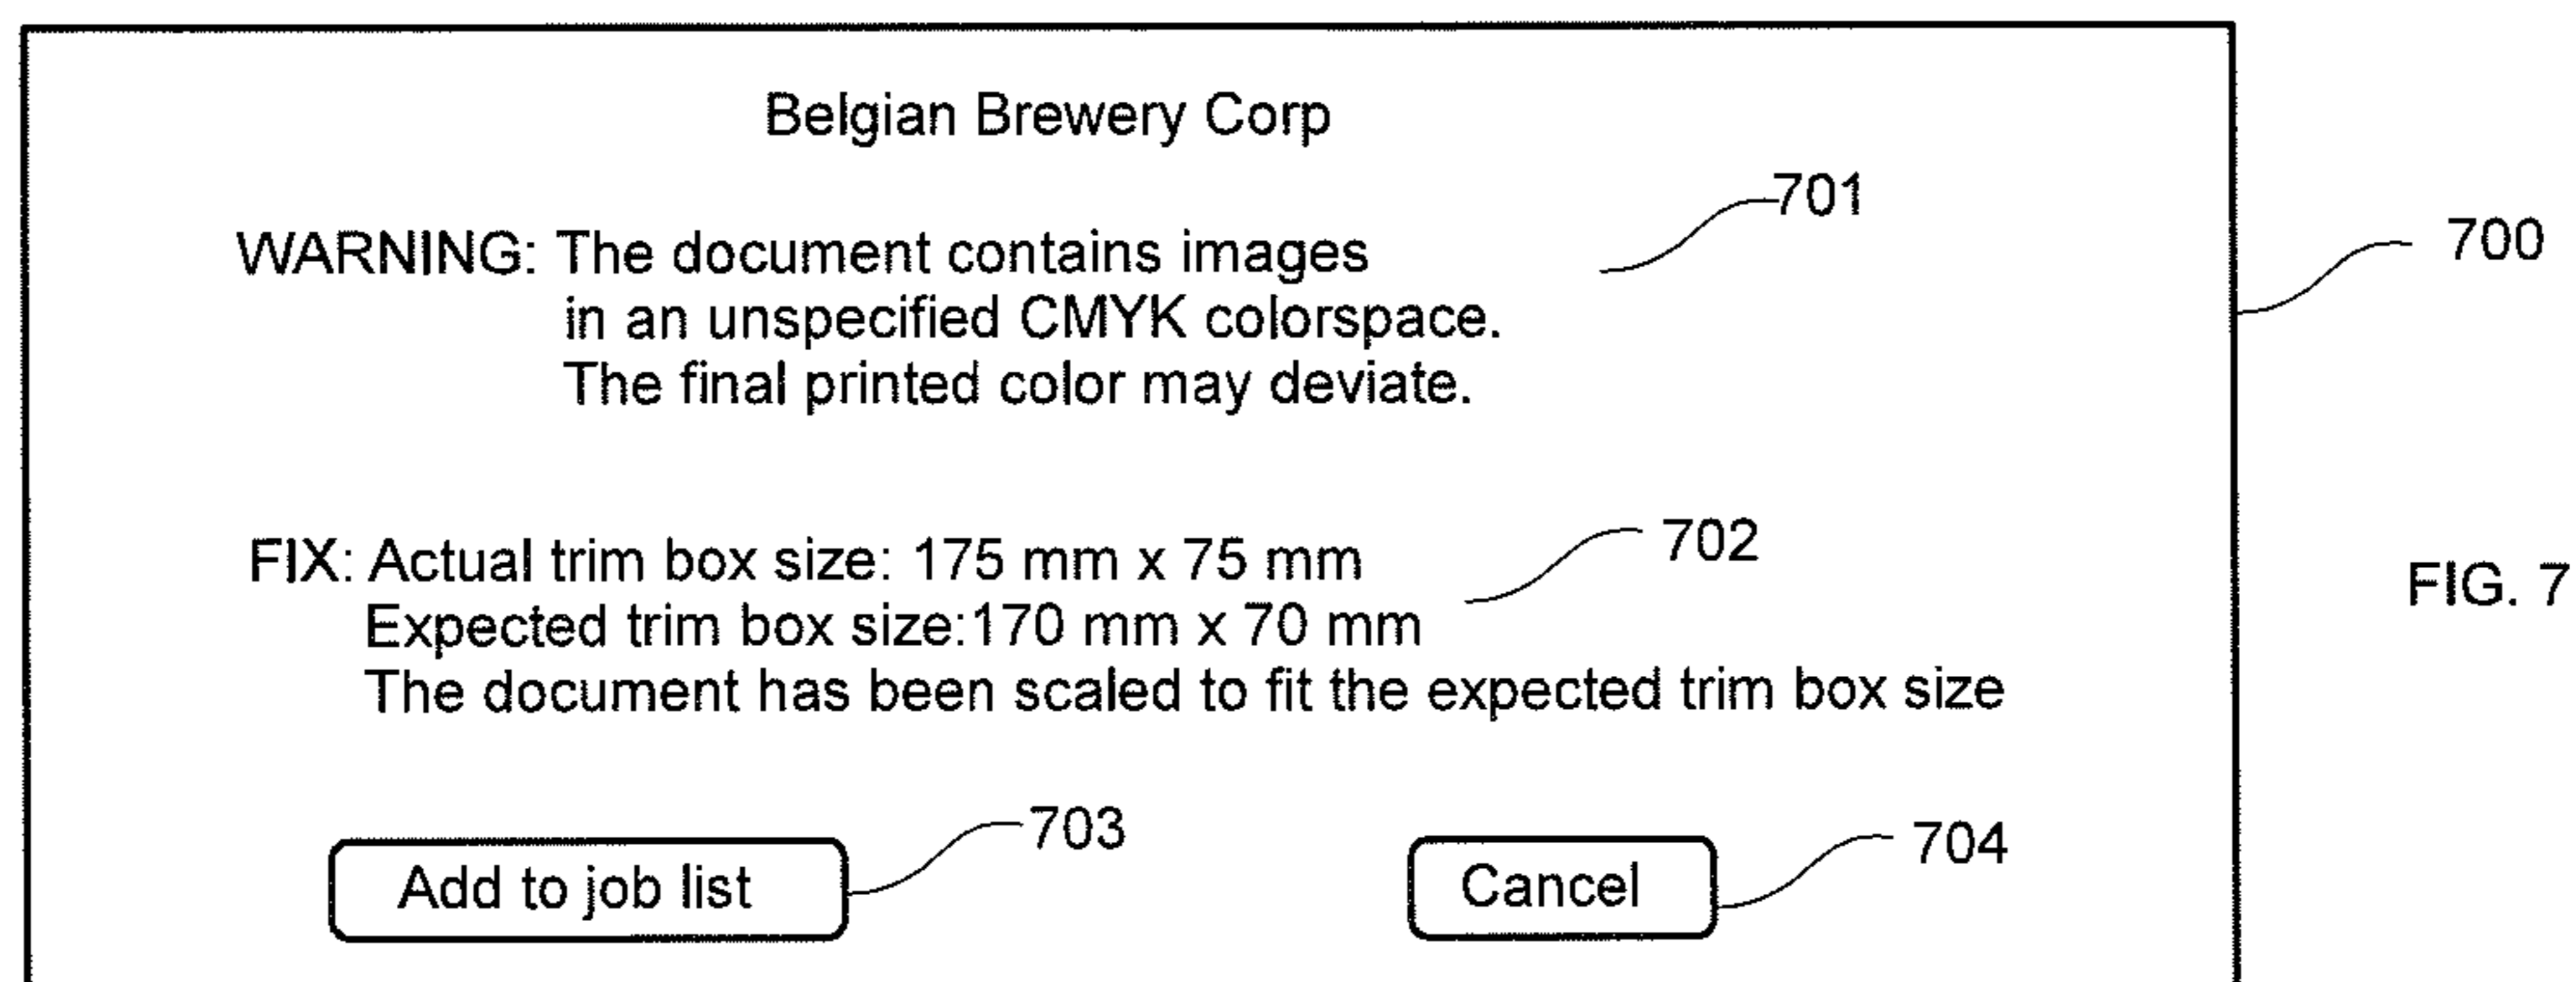 Belgian Brewery Corp
701
WARNING: The document contains images
700
in an unspecified CMYK colorspace.
The final printed color may deviate.
702
FIX: Actual trim box size: 175 mm x 75 mm
FIG. 7
Expected trim box size:170 mm x 70 mm
The document has been scaled to fit the expected trim box size
703
704
Add to job list
Cancel